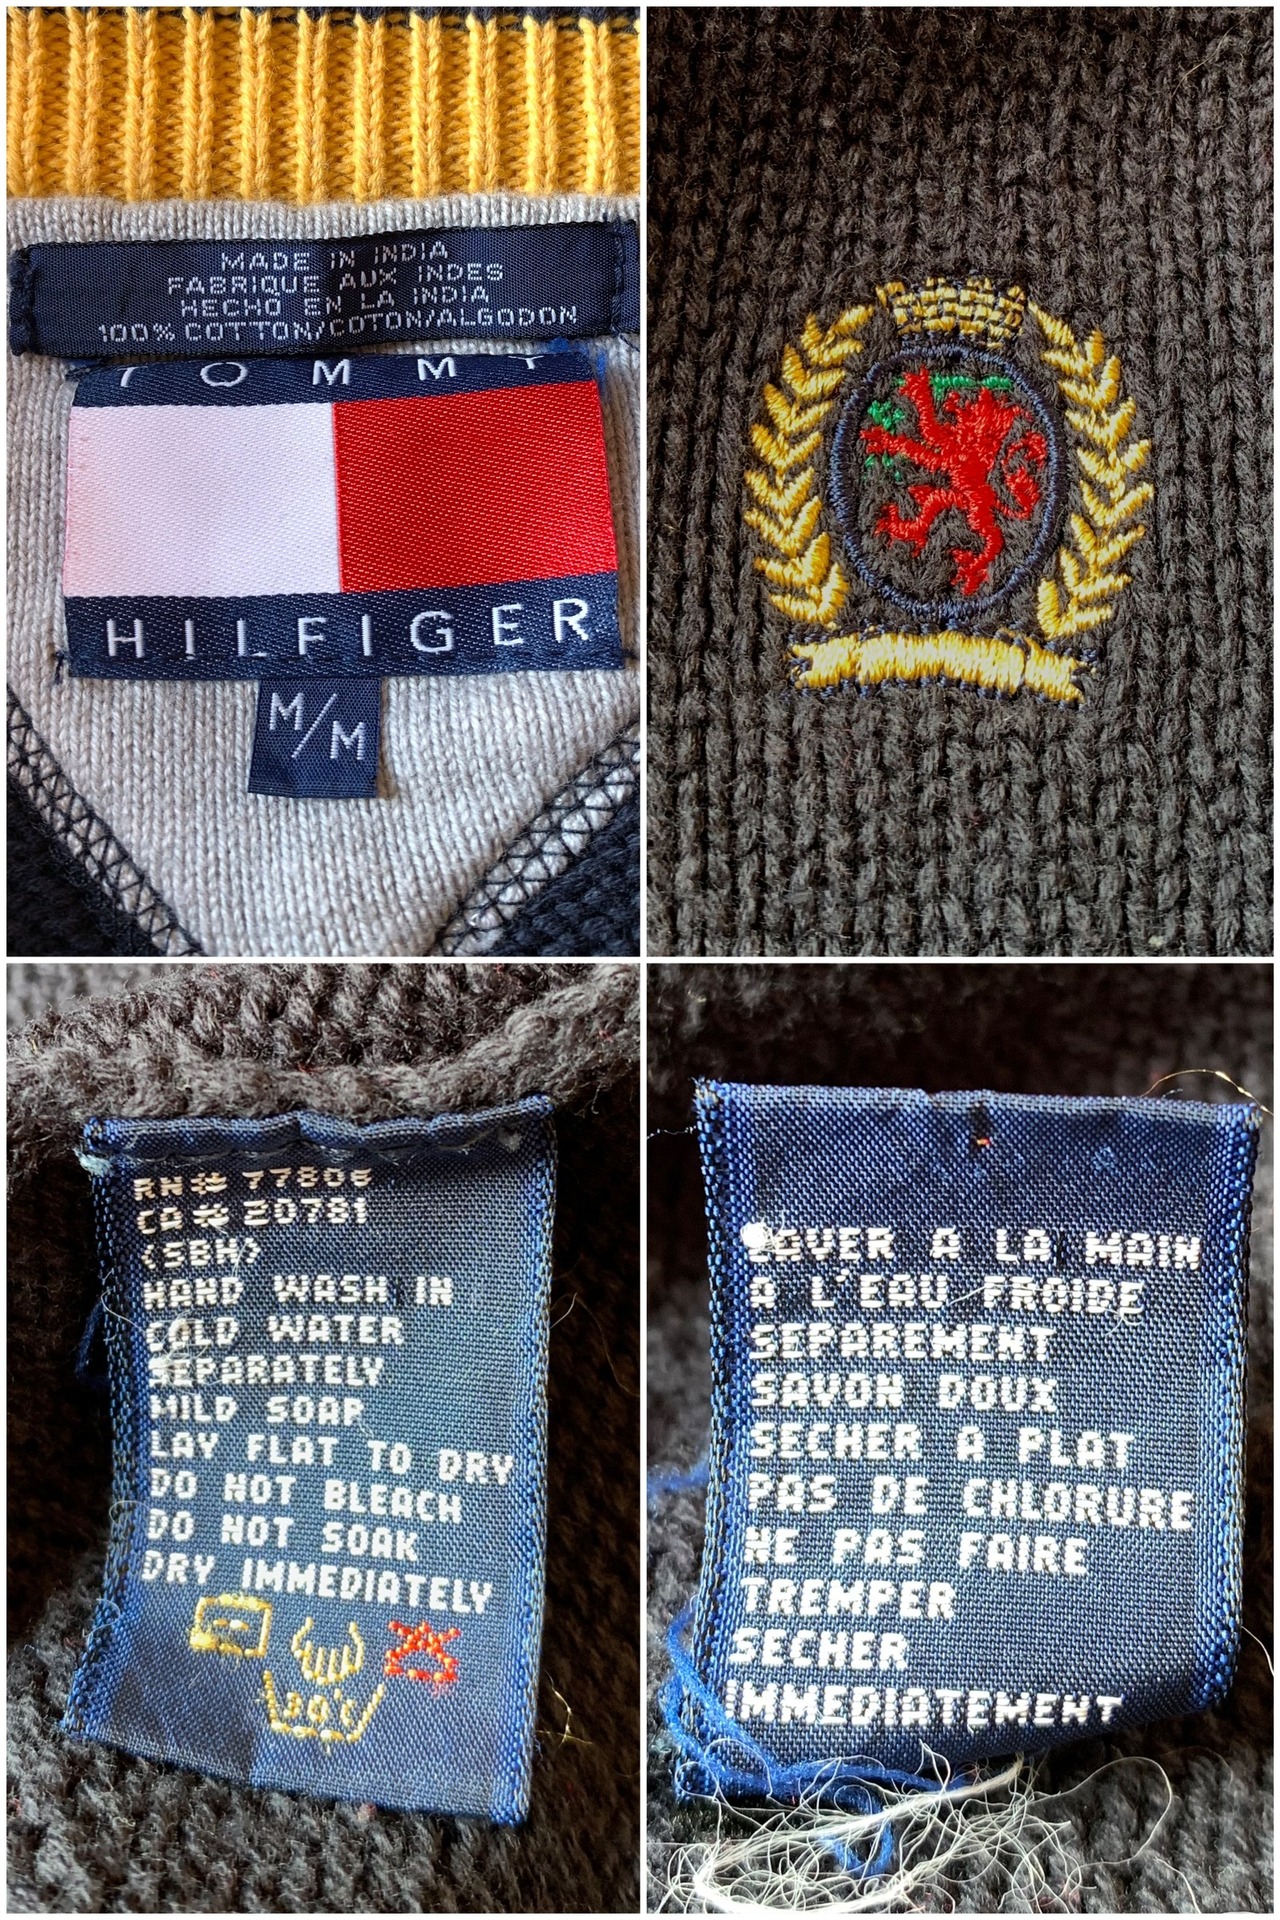 MADE IN INDIA
FABRIQUE AUX INDES
HECHO EN LA INDIA
100% COTTON/COTON/ALGODON
TOMMY
HILFIGER
M/M
RN# 77806
CA# 20781
(SBH)
HAND WASH IN
COLD WATER
SEPARATELY
MILD SOAP
LAY FLAT TO DRY
DO NOT BLEACH
DO NOT SOAK
DRY IMMEDIATELY
30°C
LAVER A LA MAIN
A L'EAU FROIDE
SEPAREMENT
SAVON DOUX
SECHER A PLAT
PAS DE CHLORURE
NE PAS FAIRE
TREMPER
SECHER
IMMEDIATEMENT